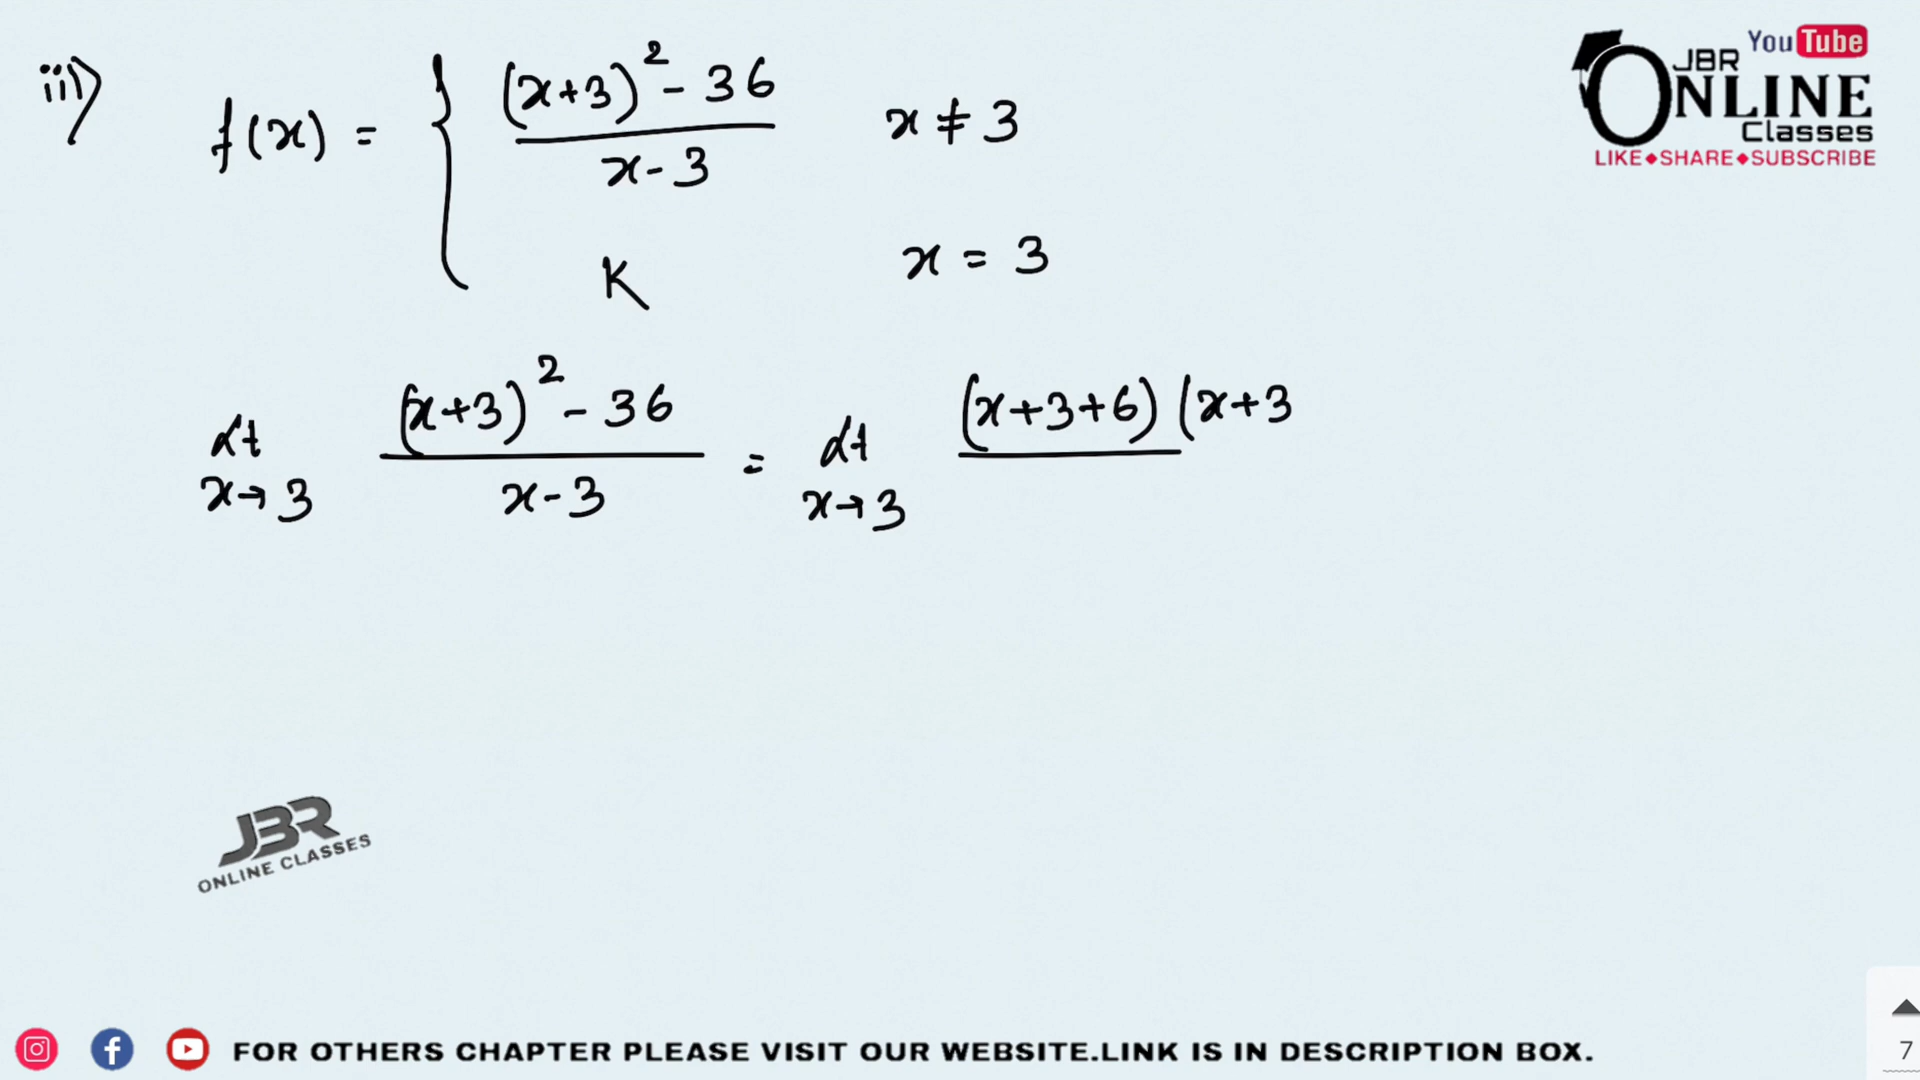 iii) f(x) = { (x+3)² - 36 / x-3    x ≠ 3
K    x = 3
Lt x→3 (x+3)² - 36 / x-3 = Lt x→3 (x+3+6) (x+3
You Tube
JBR
ONLINE
Classes
LIKE◆SHARE◆SUBSCRIBE
JBR
ONLINE CLASSES
FOR OTHERS CHAPTER PLEASE VISIT OUR WEBSITE.LINK IS IN DESCRIPTION BOX.
7